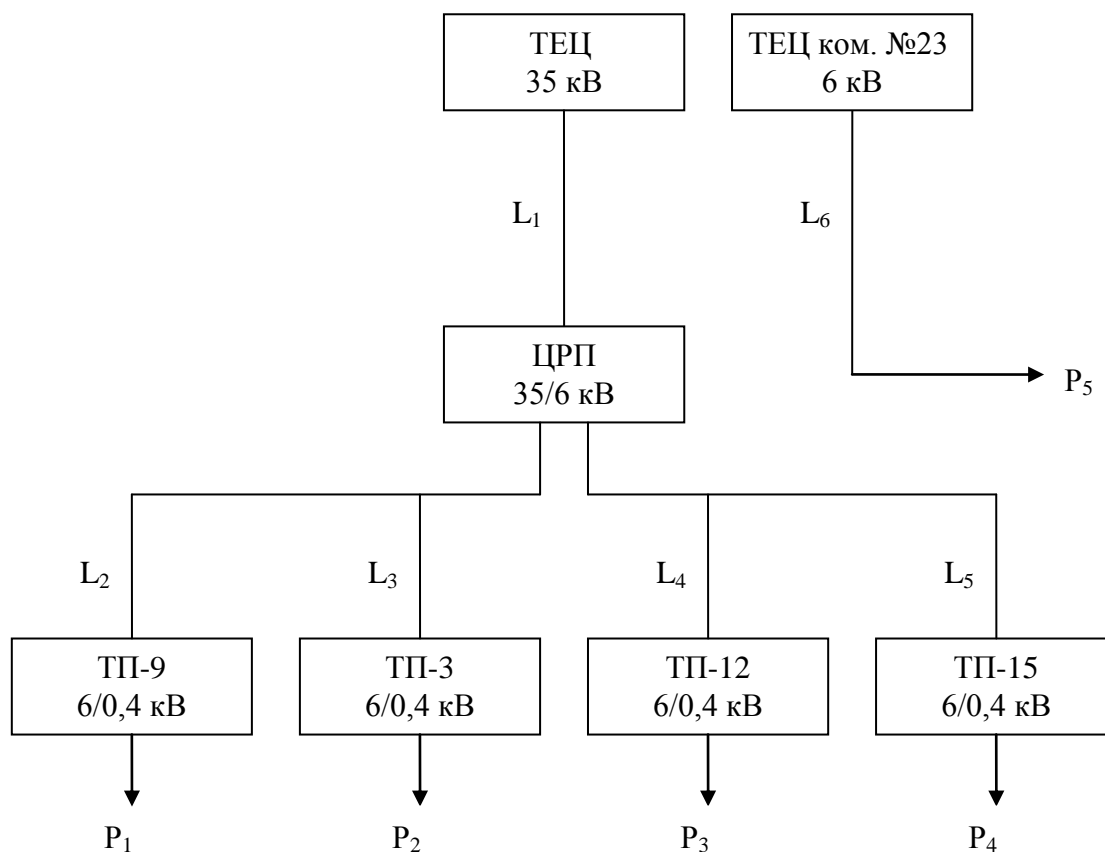 ТЕЦ
35 кВ
ТЕЦ ком. №23
6 кВ
L₁
L₆
ЦРП
35/6 кВ
P₅
L₂
L₃
L₄
L₅
ТП-9
6/0,4 кВ
ТП-3
6/0,4 кВ
ТП-12
6/0,4 кВ
ТП-15
6/0,4 кВ
P₁
P₂
P₃
P₄